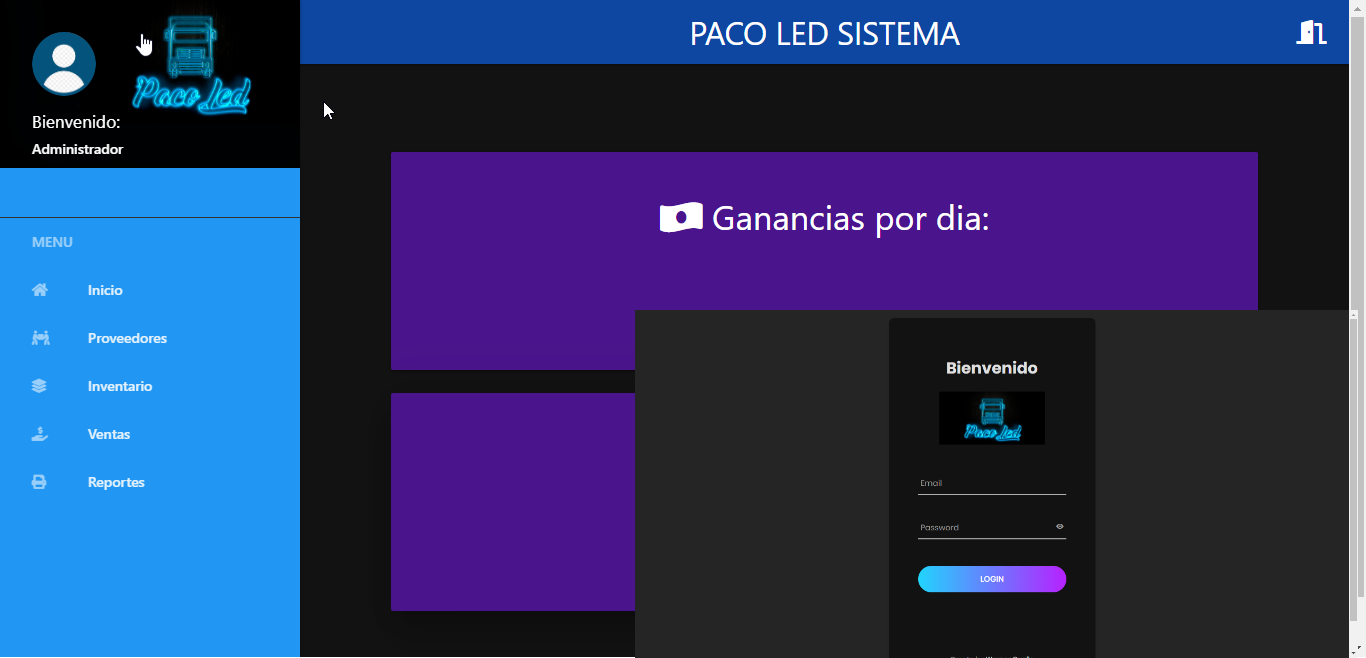 PACO LED SISTEMA
Paco Led
Bienvenido:
Administrador
MENU
Inicio
Proveedores
Inventario
Ventas
Reportes
Ganancias por dia:
Bienvenido
Paco Led
Email
Password
LOGIN